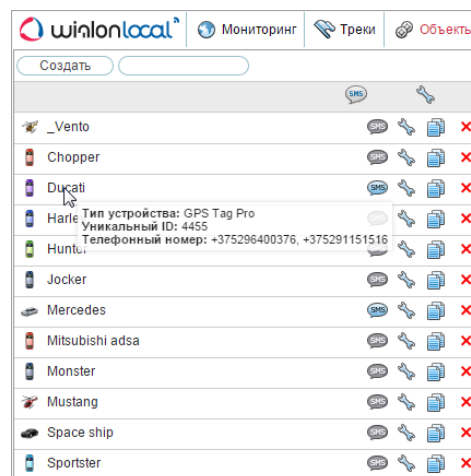 wialon local
Мониторинг
Треки
Объекты
Создать
SMS
_Vento
SMS
Chopper
SMS
Ducati
SMS
Тип устройства: GPS Tag Pro
Уникальный ID: 4455
Телефонный номер: +375296400376, +375291151516
Hunter
SMS
Jocker
SMS
Mercedes
SMS
Mitsubishi adsa
SMS
Monster
SMS
Mustang
SMS
Space ship
SMS
Sportster
SMS